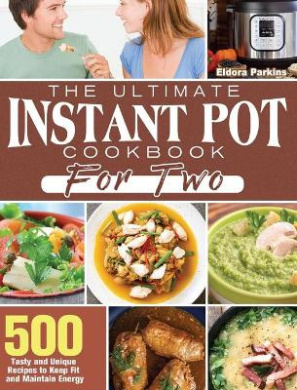 Eldora Parkins
THE ULTIMATE
INSTANT POT
COOKBOOK
For Two
500
Tasty and Unique
Recipes to Keep Fit
and Maintain Energy